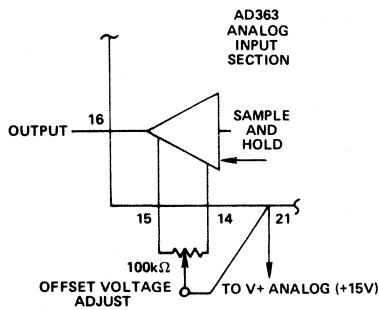 AD363
ANALOG
INPUT
SECTION
16
OUTPUT
SAMPLE
AND
HOLD
15
14
21
100kΩ
OFFSET VOLTAGE
ADJUST
TO V+ ANALOG (+15V)